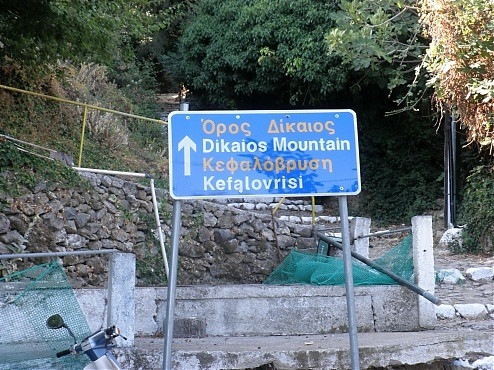 Όρος Δίκαιος
Dikaios Mountain
Κεφαλόβρυση
Kefalovrisi